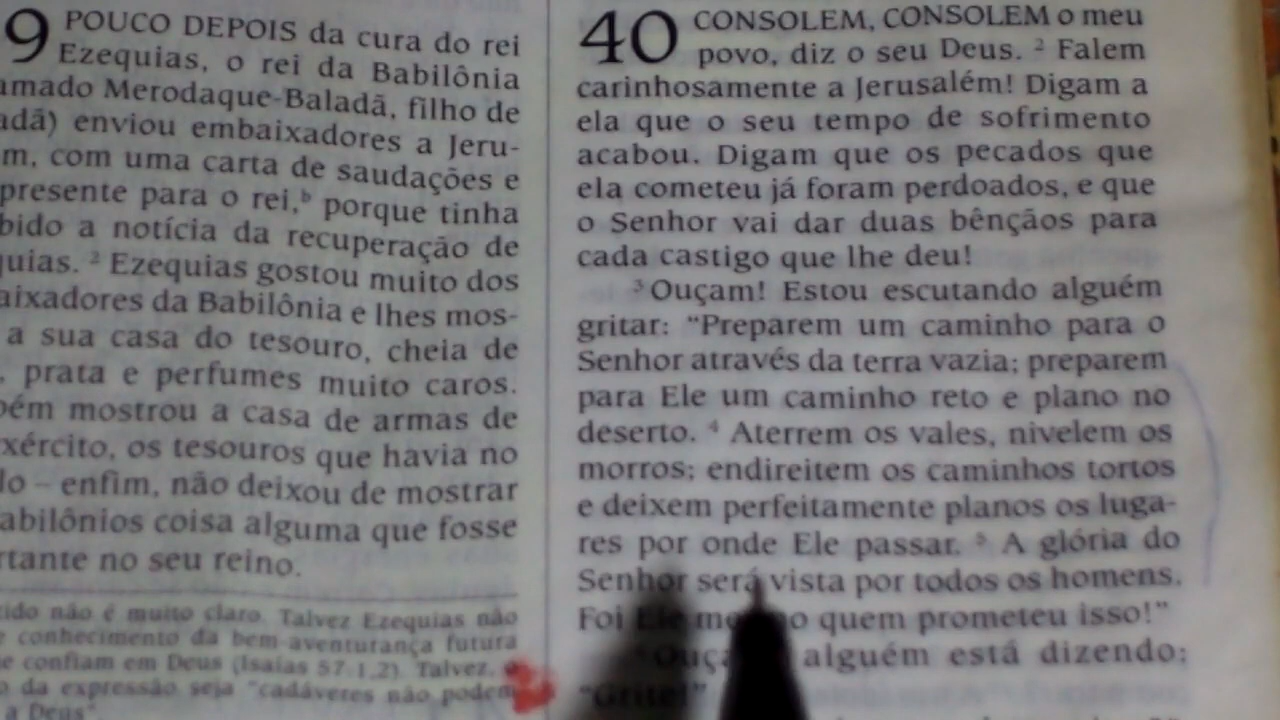 9 POUCO DEPOIS da cura do rei
Ezequias, o rei da Babilônia
amado Merodaque-Baladã, filho de
adã) enviou embaixadores a Jeru-
m, com uma carta de saudações e
presente para o rei,ᵇ porque tinha
bido a notícia da recuperação de
quias. ² Ezequias gostou muito dos
aixadores da Babilônia e lhes mos-
a sua casa do tesouro, cheia de
, prata e perfumes muito caros.
bém mostrou a casa de armas de
xército, os tesouros que havia no
lo – enfim, não deixou de mostrar
abilônios coisa alguma que fosse
rtante no seu reino.
tido não é muito claro. Talvez Ezequias não
e conhecimento da bem-aventurança futura
e confiam em Deus (Isaías 57.1,2). Talvez, o
o da expressão seja "cadáveres não podem
a Deus".
40 CONSOLEM, CONSOLEM o meu
povo, diz o seu Deus. ² Falem
carinhosamente a Jerusalém! Digam a
ela que o seu tempo de sofrimento
acabou. Digam que os pecados que
ela cometeu já foram perdoados, e que
o Senhor vai dar duas bênçãos para
cada castigo que lhe deu!
³ Ouçam! Estou escutando alguém
gritar: "Preparem um caminho para o
Senhor através da terra vazia; preparem
para Ele um caminho reto e plano no
deserto. ⁴ Aterrem os vales, nivelem os
morros; endireitem os caminhos tortos
e deixem perfeitamente planos os luga-
res por onde Ele passar. ⁵ A glória do
Senhor será vista por todos os homens.
Foi Ele quem prometeu isso!"
alguém está dizendo:
"Grite!"